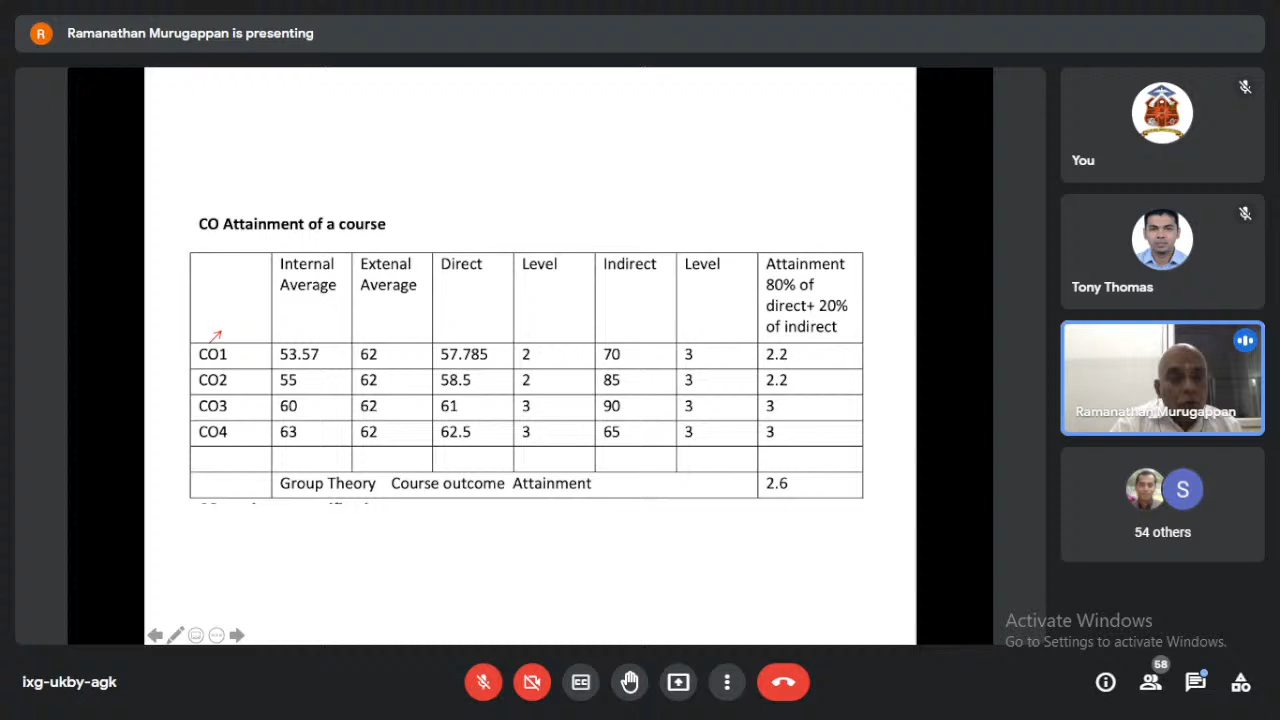 R Ramanathan Murugappan is presenting
CO Attainment of a course
Internal Average Extenal Average Direct Level Indirect Level Attainment 80% of direct+ 20% of indirect
CO1 53.57 62 57.785 2 70 3 2.2
CO2 55 62 58.5 2 85 3 2.2
CO3 60 62 61 3 90 3 3
CO4 63 62 62.5 3 65 3 3
Group Theory Course outcome Attainment 2.6
You
Tony Thomas
Ramanathan Murugappan
S
54 others
Activate Windows
Go to Settings to activate Windows.
ixg-ukby-agk
CC
58